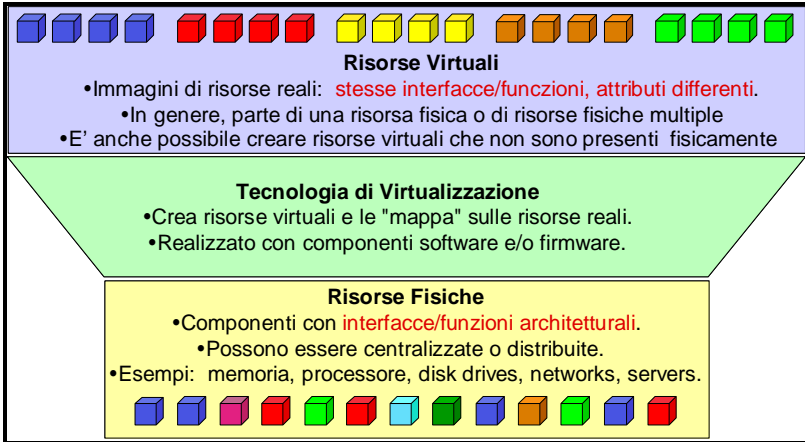 Risorse Virtuali
•Immagini di risorse reali: stesse interfacce/funczioni, attributi differenti.
•In genere, parte di una risorsa fisica o di risorse fisiche multiple
•E' anche possibile creare risorse virtuali che non sono presenti fisicamente
Tecnologia di Virtualizzazione
•Crea risorse virtuali e le "mappa" sulle risorse reali.
•Realizzato con componenti software e/o firmware.
Risorse Fisiche
•Componenti con interfacce/funzioni architetturali.
•Possono essere centralizzate o distribuite.
•Esempi: memoria, processore, disk drives, networks, servers.